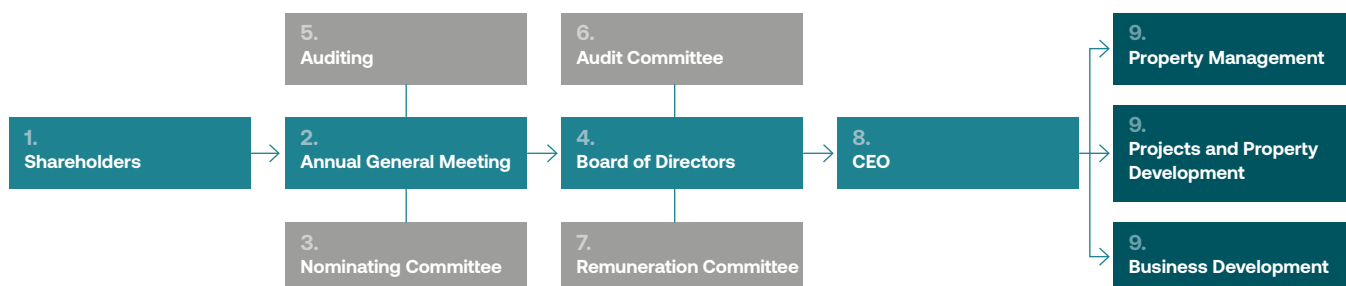 1.
Shareholders
5.
Auditing
2.
Annual General Meeting
3.
Nominating Committee
6.
Audit Committee
4.
Board of Directors
7.
Remuneration Committee
8.
CEO
9.
Property Management
9.
Projects and Property
Development
9.
Business Development